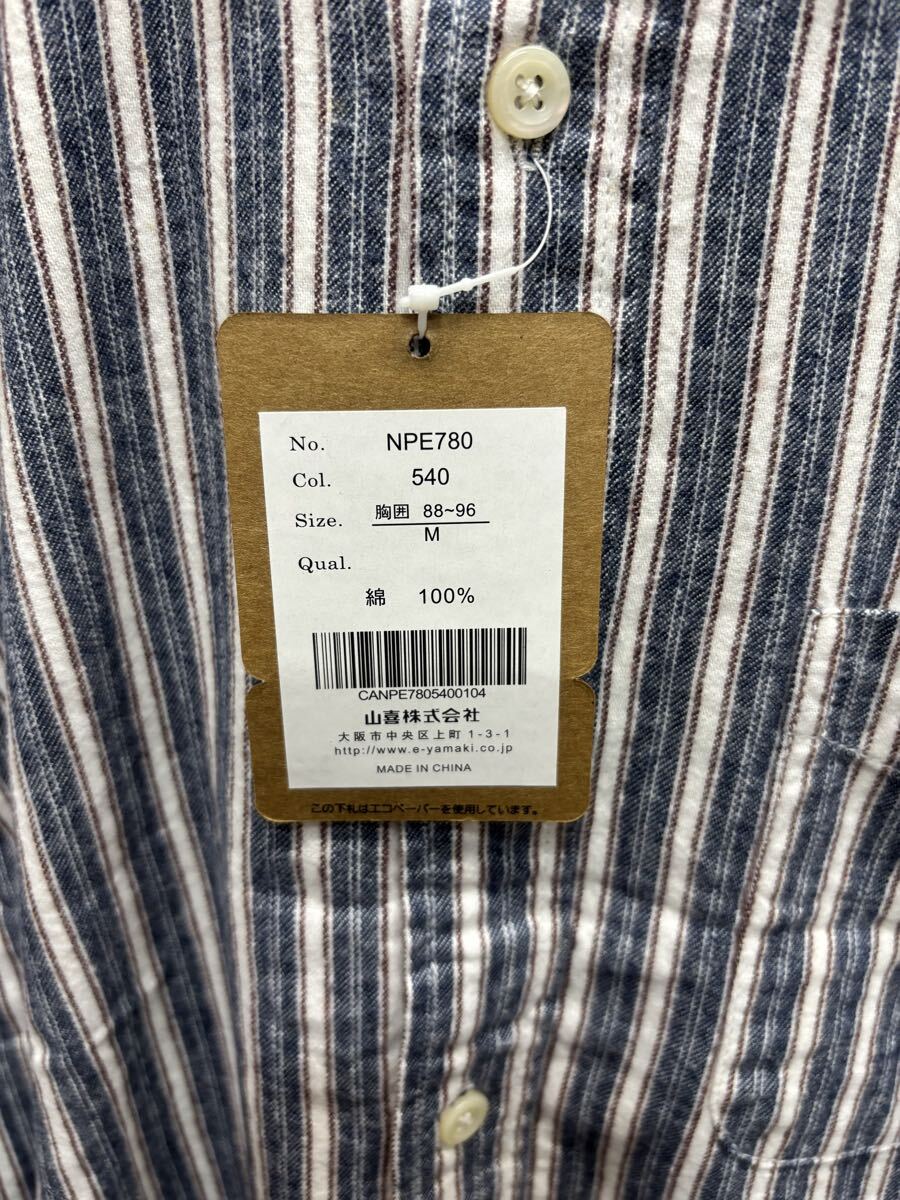 No. NPE780
Col. 540
Size. 胸囲 88~96
M
Qual.
綿 100%
CANPE7805400104
山喜株式会社
大阪市中央区上町1-3-1
http://www.e-yamaki.co.jp
MADE IN CHINA
この下札はエコペーパーを使用しています。